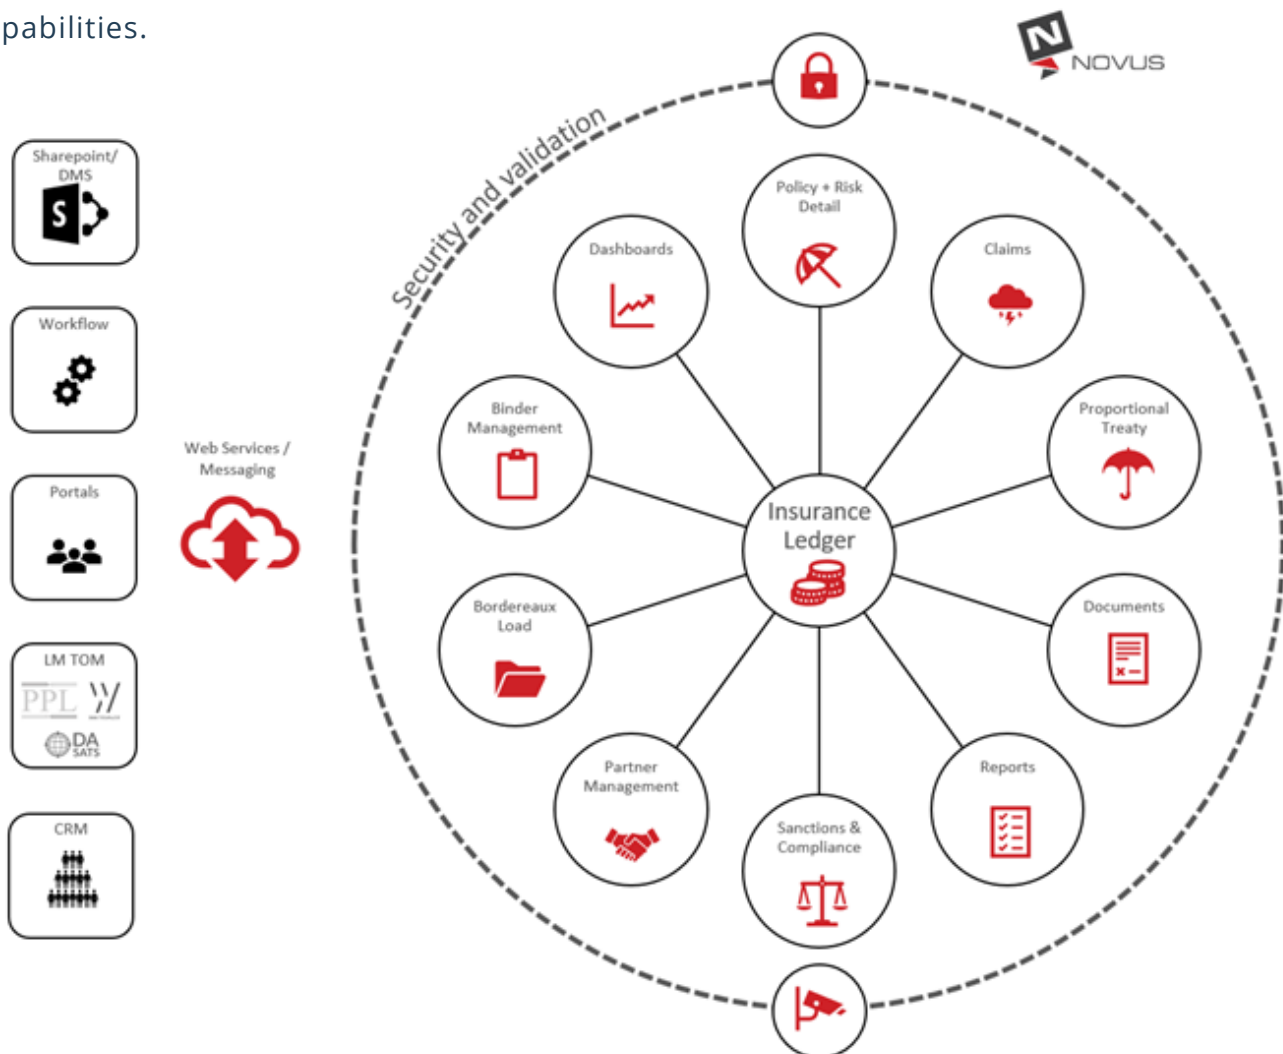 pabilities.
NOVUS
Sharepoint/
DMS
S
Workflow
Portals
LM TOM
PPL
DA
SATS
CRM
Web Services /
Messaging
Security and validation
Policy + Risk
Detail
Dashboards
Claims
Binder
Management
Proportional
Treaty
Insurance
Ledger
Bordereaux
Load
Documents
Partner
Management
Reports
Sanctions &
Compliance